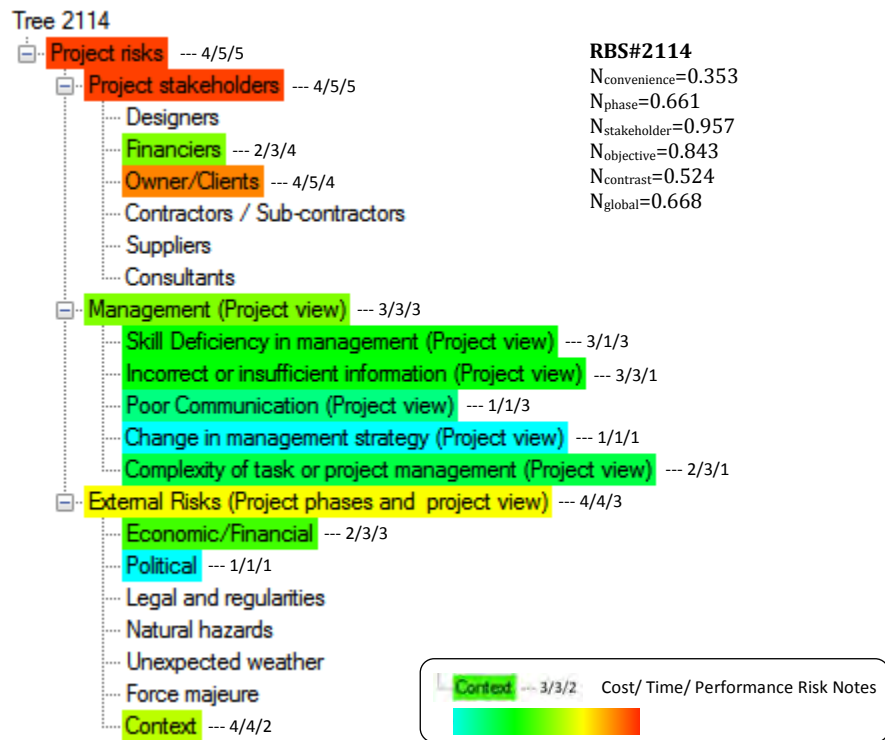 Tree 2114
Project risks --- 4/5/5
Project stakeholders --- 4/5/5
Designers
Financiers --- 2/3/4
Owner/Clients --- 4/5/4
Contractors / Sub-contractors
Suppliers
Consultants
Management (Project view) --- 3/3/3
Skill Deficiency in management (Project view) --- 3/1/3
Incorrect or insufficient information (Project view) --- 3/3/1
Poor Communication (Project view) --- 1/1/3
Change in management strategy (Project view) --- 1/1/1
Complexity of task or project management (Project view) --- 2/3/1
External Risks (Project phases and project view) --- 4/4/3
Economic/Financial --- 2/3/3
Political --- 1/1/1
Legal and regularities
Natural hazards
Unexpected weather
Force majeure
Context --- 4/4/2
RBS#2114
Nconvenience=0.353
Nphase=0.661
Nstakeholder=0.957
Nobjective=0.843
Ncontrast=0.524
Nglobal=0.668
Context --- 3/3/2 Cost/ Time/ Performance Risk Notes